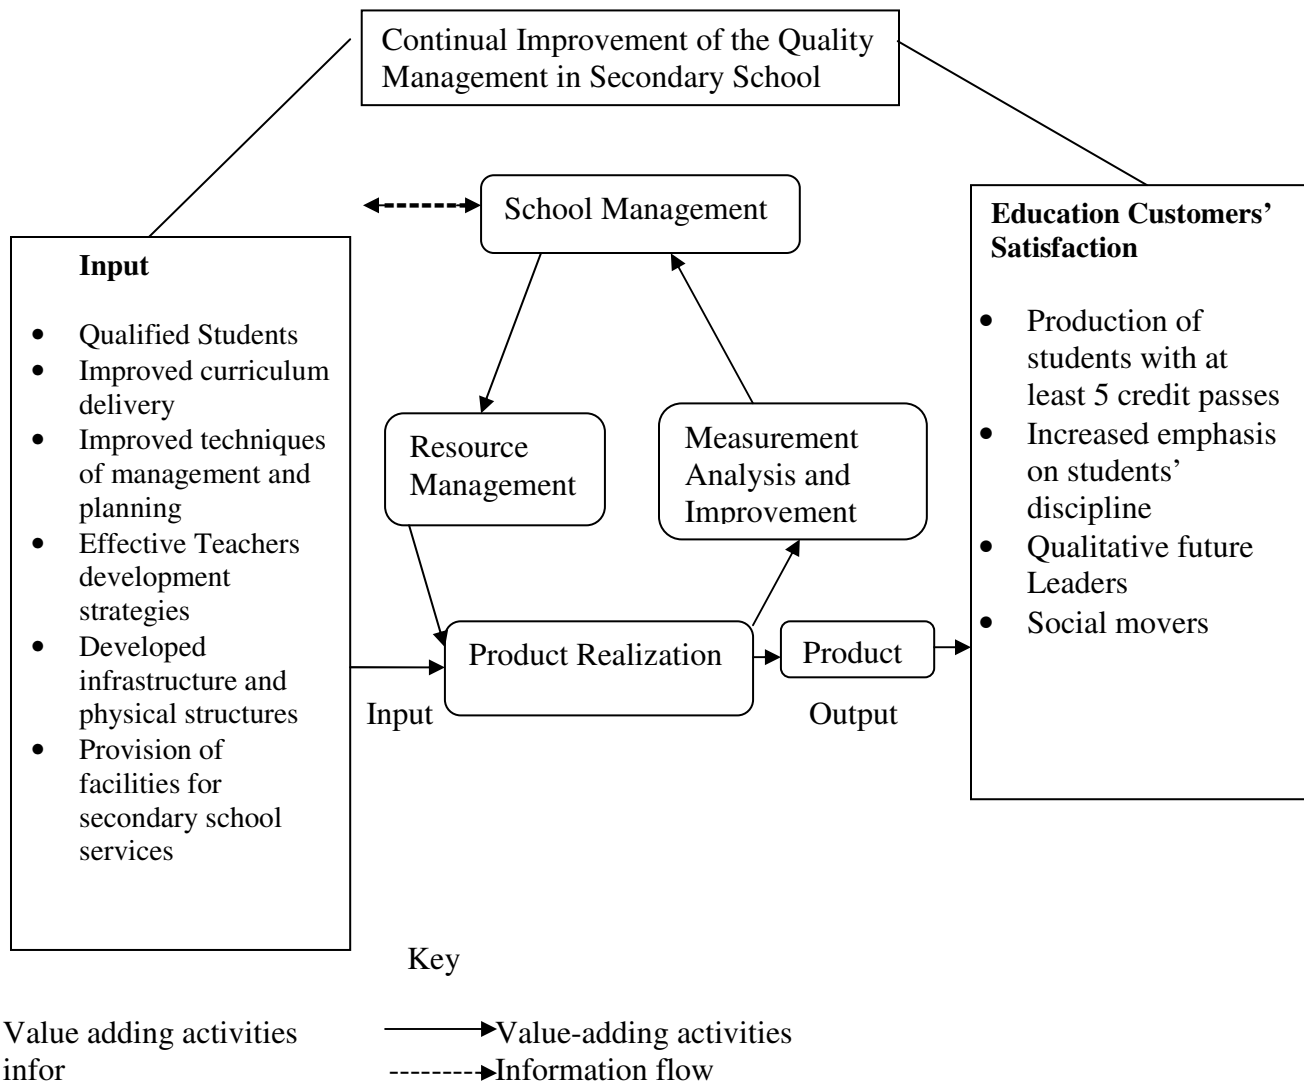 Continual Improvement of the Quality
Management in Secondary School
School Management
Input
• Qualified Students
• Improved curriculum
delivery
• Improved techniques
of management and
planning
• Effective Teachers
development
strategies
• Developed
infrastructure and
physical structures
• Provision of
facilities for
secondary school
services
Resource
Management
Measurement
Analysis and
Improvement
Product Realization
Product
Input
Output
Education Customers’
Satisfaction
• Production of
students with at
least 5 credit passes
• Increased emphasis
on students’
discipline
• Qualitative future
Leaders
• Social movers
Key
Value adding activities
Value-adding activities
infor
Information flow